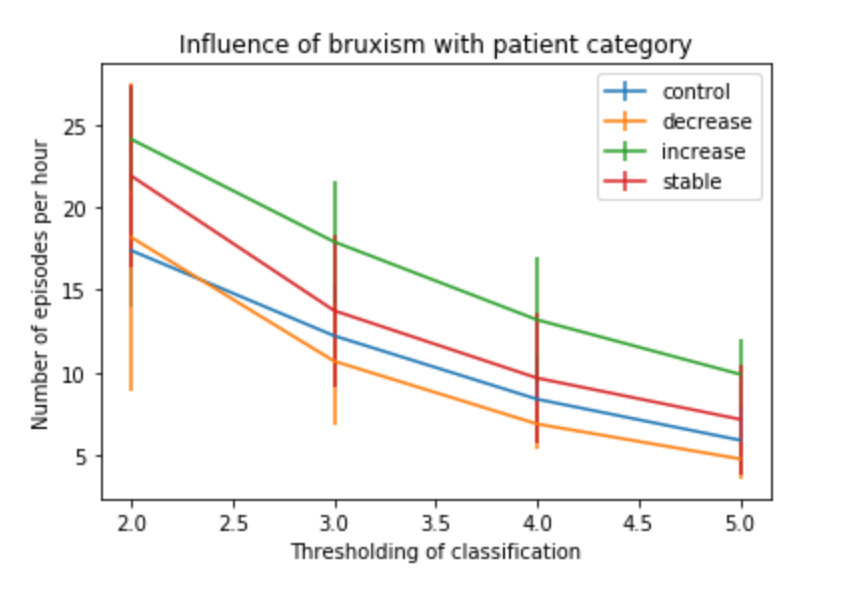 Influence of bruxism with patient category
control
decrease
increase
stable
Number of episodes per hour
25
20
15
10
5
2.0 2.5 3.0 3.5 4.0 4.5 5.0
Thresholding of classification